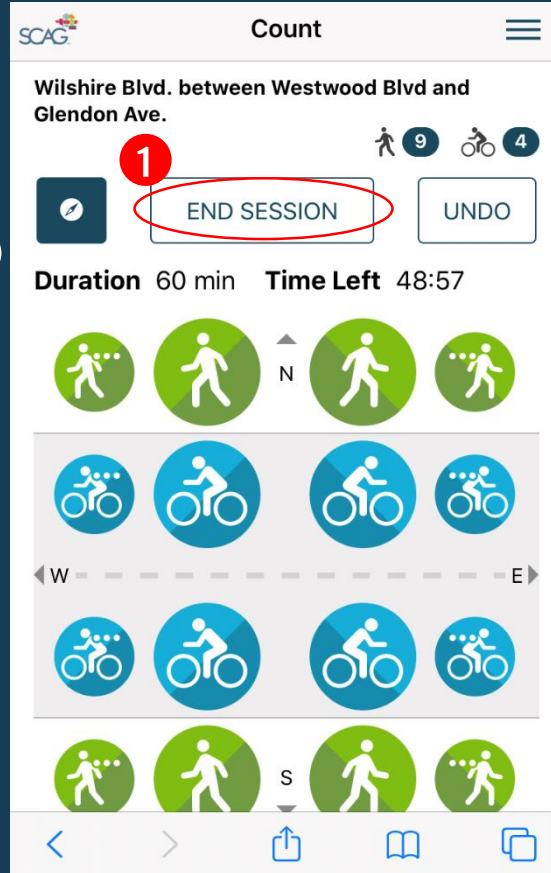 SCAG
Count
Wilshire Blvd. between Westwood Blvd and
Glendon Ave.
9 4
1
END SESSION UNDO
Duration 60 min Time Left 48:57
N
W E
S